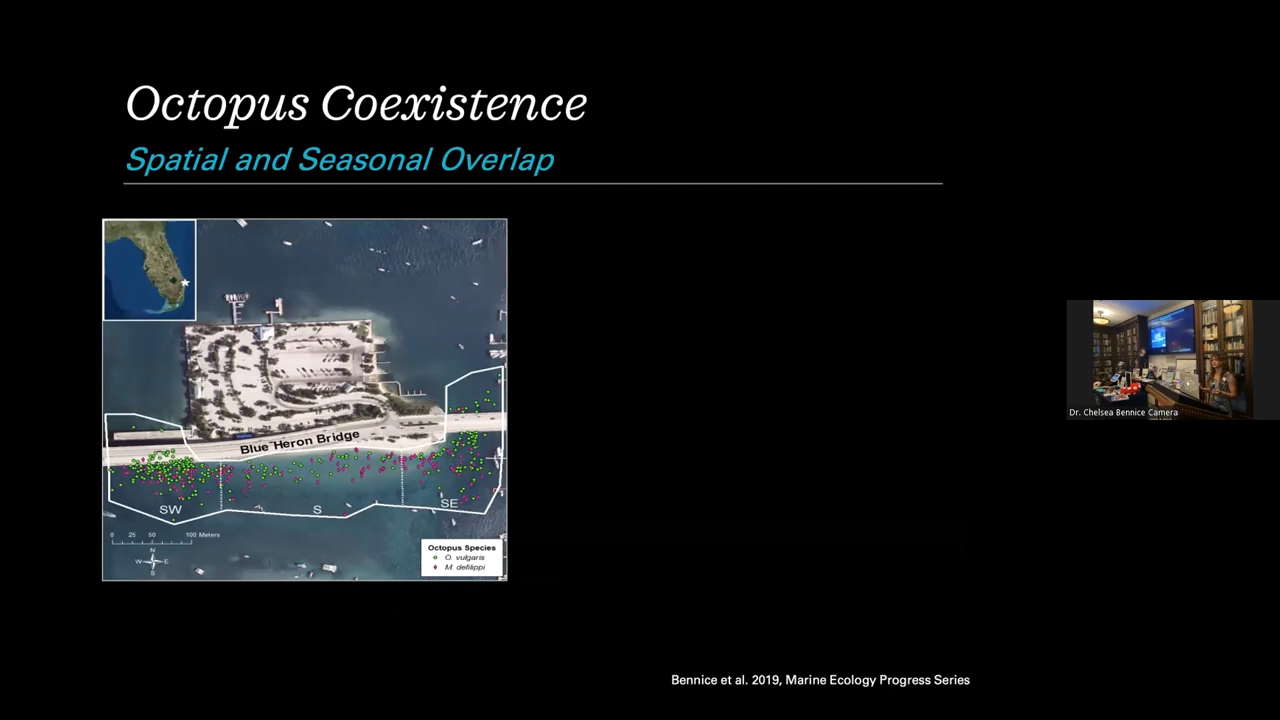 Octopus Coexistence
Spatial and Seasonal Overlap
Blue Heron Bridge
SW
S
SE
0 25 50 100 Meters
N
W E
S
Octopus Species
O. vulgaris
M. defilippi
Dr. Chelsea Bennice Camera
Bennice et al. 2019, Marine Ecology Progress Series